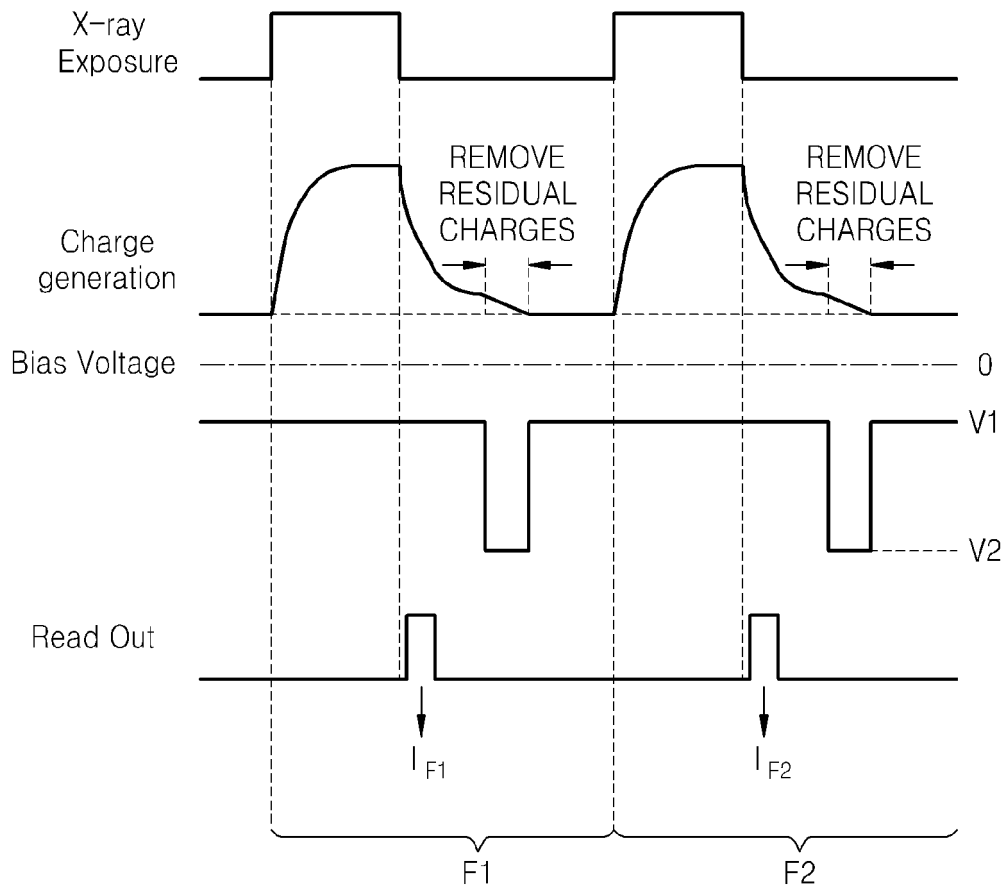 X-ray
Exposure
REMOVE
RESIDUAL
CHARGES
REMOVE
RESIDUAL
CHARGES
Charge
generation
Bias Voltage
0
V1
V2
Read Out
I F1
I F2
F1
F2